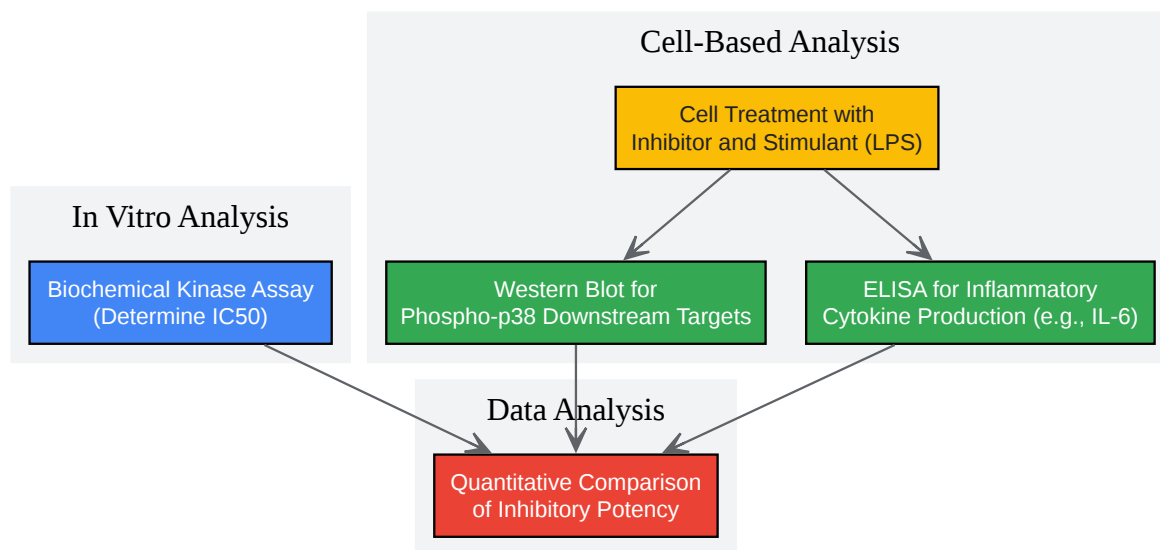 Cell-Based Analysis
Cell Treatment with
Inhibitor and Stimulant (LPS)
In Vitro Analysis
Biochemical Kinase Assay
(Determine IC50)
Western Blot for
Phospho-p38 Downstream Targets
ELISA for Inflammatory
Cytokine Production (e.g., IL-6)
Data Analysis
Quantitative Comparison
of Inhibitory Potency